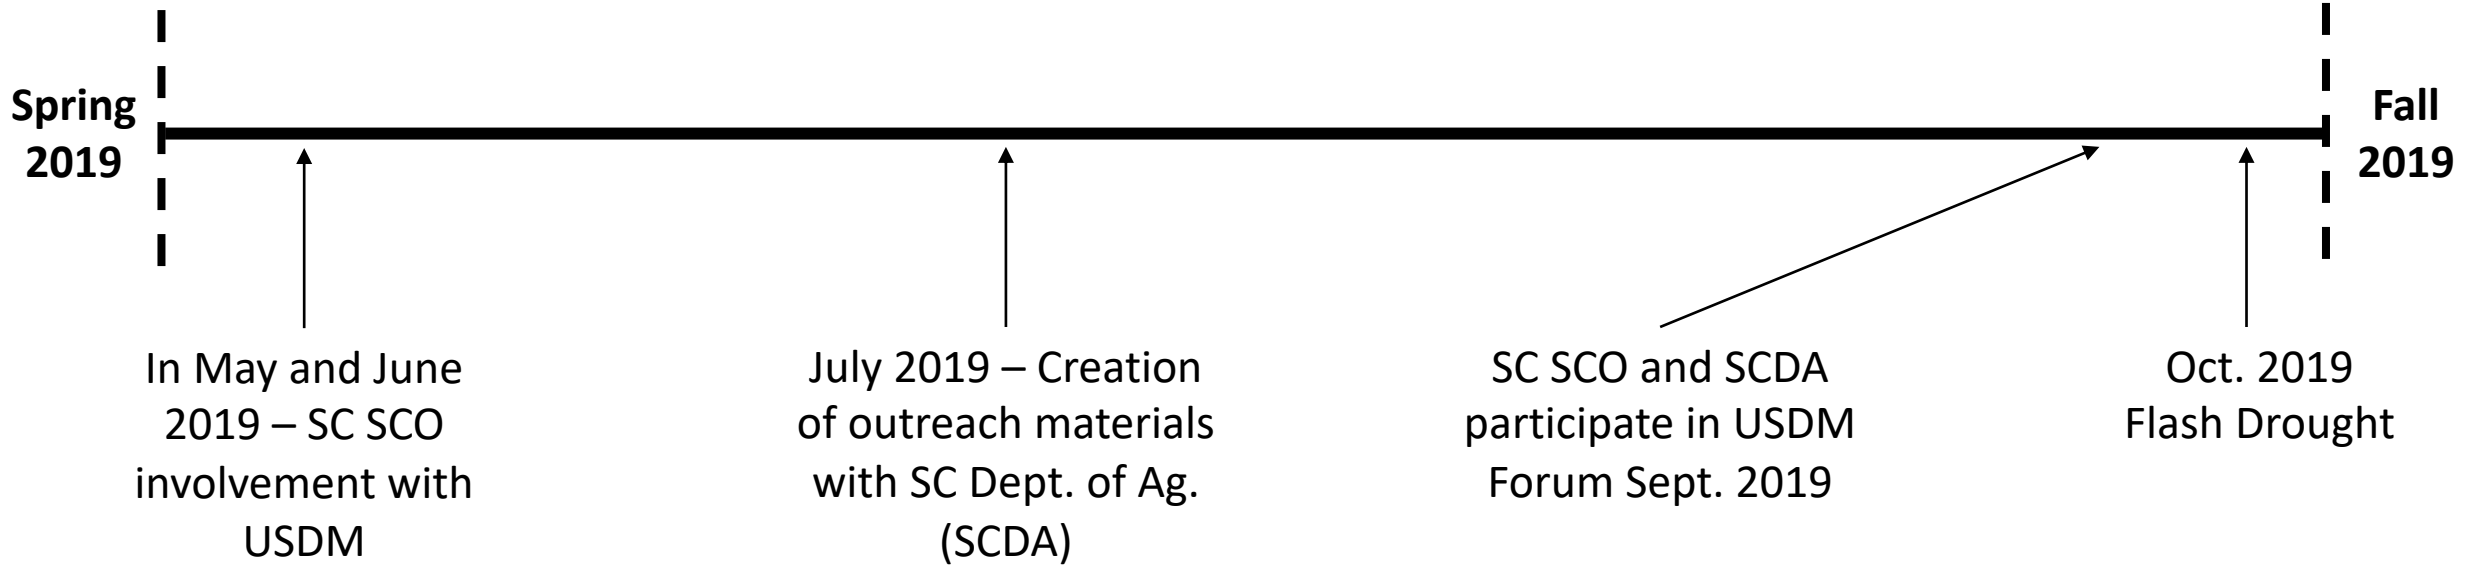 Spring
2019
Fall
2019
In May and June
2019 – SC SCO
involvement with
USDM
July 2019 – Creation
of outreach materials
with SC Dept. of Ag.
(SCDA)
SC SCO and SCDA
participate in USDM
Forum Sept. 2019
Oct. 2019
Flash Drought